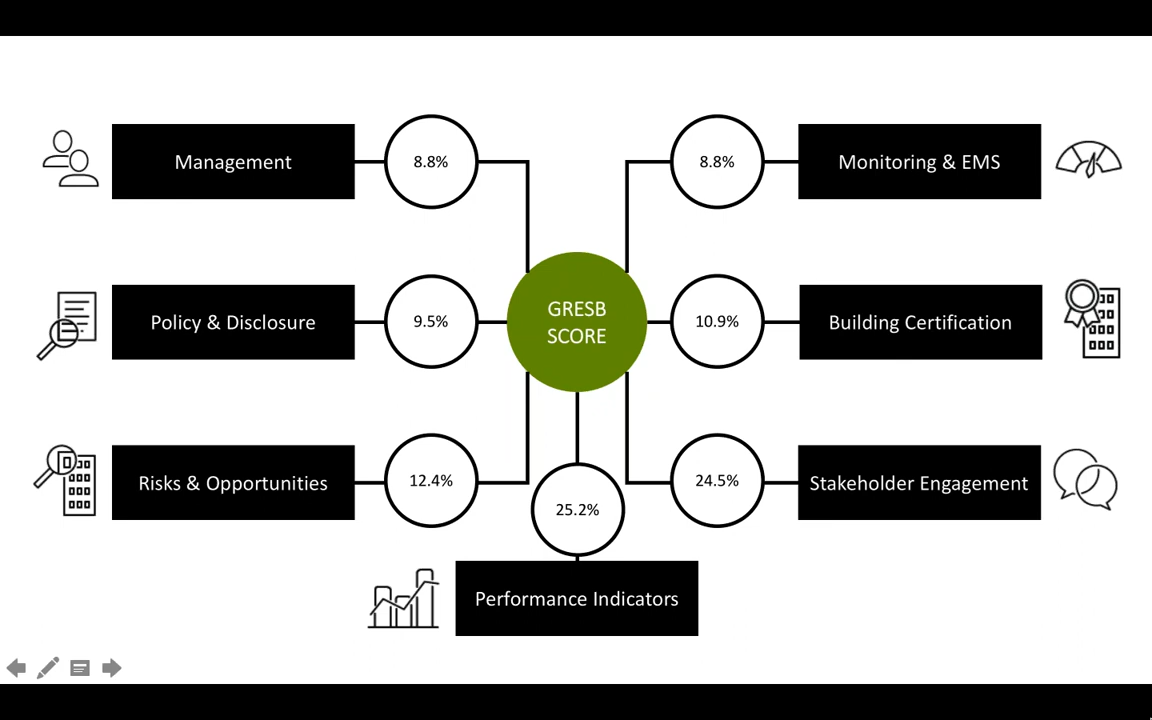 Management
8.8%
8.8%
Monitoring & EMS
Policy & Disclosure
9.5%
GRESB
SCORE
10.9%
Building Certification
Risks & Opportunities
12.4%
25.2%
24.5%
Stakeholder Engagement
Performance Indicators